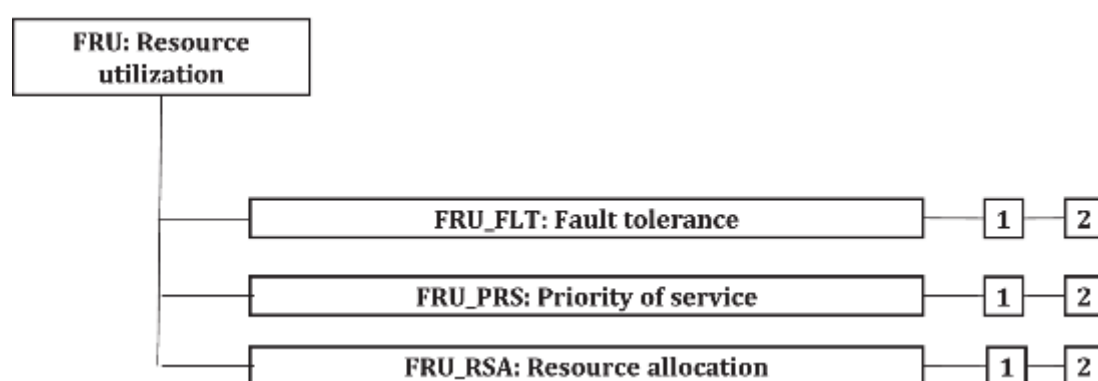 FRU: Resource
utilization
FRU_FLT: Fault tolerance 1 2
FRU_PRS: Priority of service 1 2
FRU_RSA: Resource allocation 1 2